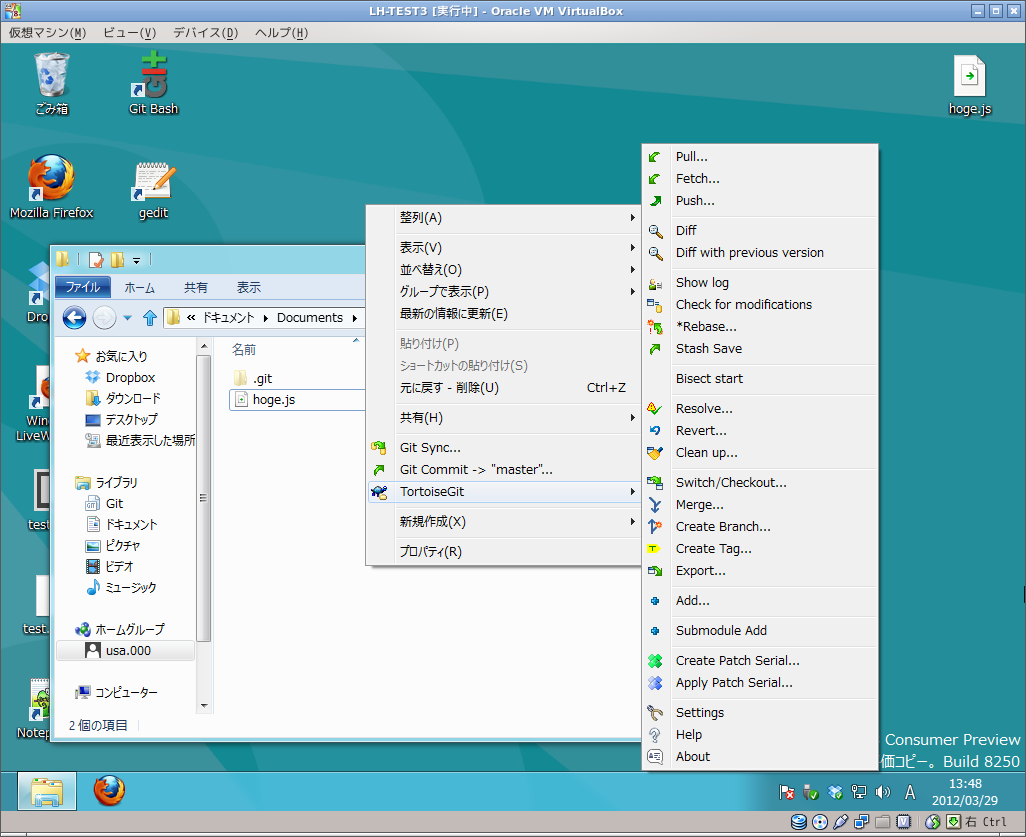 LH-TEST3 [実行中] - Oracle VM VirtualBox
仮想マシン(M) ビュー(V) デバイス(D) ヘルプ(H)
ごみ箱
Git Bash
hoge.js
Mozilla Firefox
gedit
ファイル ホーム 共有 表示
« ドキュメント Documents
お気に入り
Dropbox
ダウンロード
デスクトップ
最近表示した場所
ライブラリ
Git
ドキュメント
ピクチャ
ビデオ
ミュージック
ホームグループ
usa.000
コンピューター
2 個の項目
名前
.git
hoge.js
整列(A)
表示(V)
並べ替え(O)
グループで表示(P)
最新の情報に更新(E)
貼り付け(P)
ショートカットの貼り付け(S)
元に戻す - 削除(U) Ctrl+Z
共有(H)
Git Sync...
Git Commit -> "master"...
TortoiseGit
新規作成(X)
プロパティ(R)
Pull...
Fetch...
Push...
Diff
Diff with previous version
Show log
Check for modifications
*Rebase...
Stash Save
Bisect start
Resolve...
Revert...
Clean up...
Switch/Checkout...
Merge...
Create Branch...
Create Tag...
Export...
Add...
Submodule Add
Create Patch Serial...
Apply Patch Serial...
Settings
Help
About
Consumer Preview
価コピー。 Build 8250
A
13:48
2012/03/29
右 Ctrl